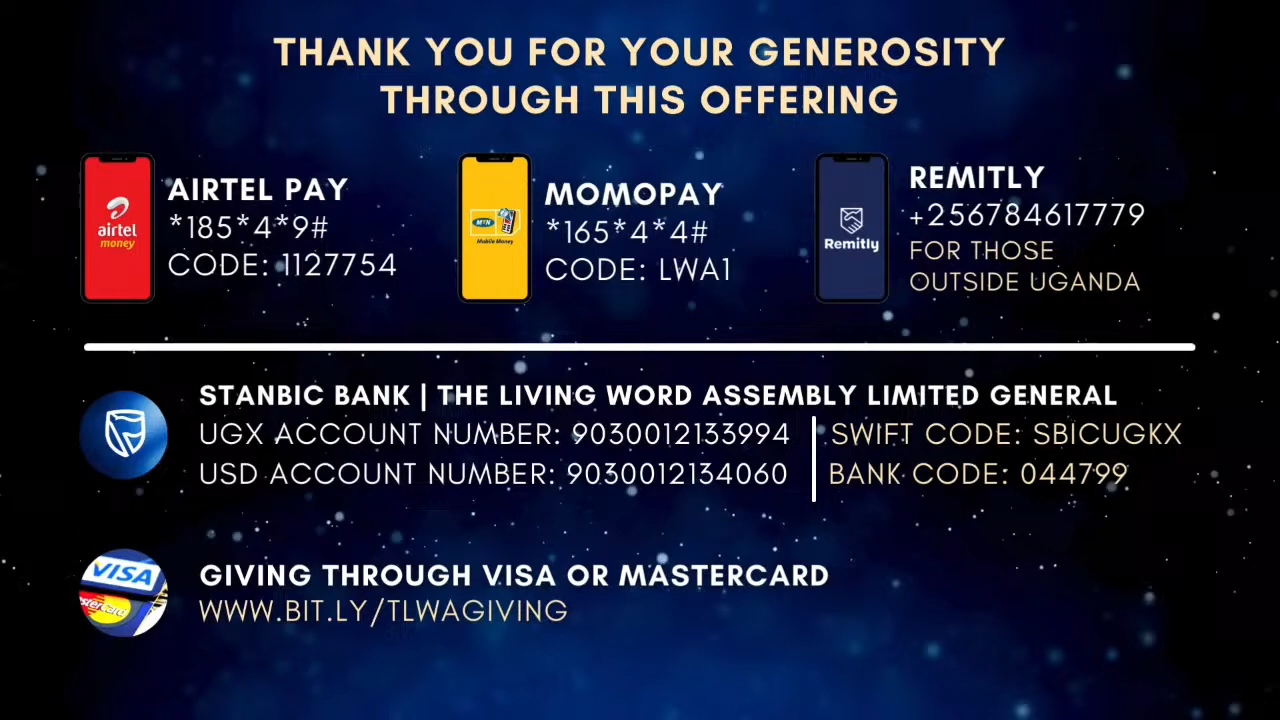 THANK YOU FOR YOUR GENEROSITY
THROUGH THIS OFFERING
airtel
money
AIRTEL PAY
*185*4*9#
CODE: 1127754
MTN
Mobile Money
MOMOPAY
*165*4*4#
CODE: LWA1
Remitly
REMITLY
+256784617779
FOR THOSE
OUTSIDE UGANDA
STANBIC BANK | THE LIVING WORD ASSEMBLY LIMITED GENERAL
UGX ACCOUNT NUMBER: 9030012133994
SWIFT CODE: SBICUGKX
USD ACCOUNT NUMBER: 9030012134060
BANK CODE: 044799
VISA
sterCard
GIVING THROUGH VISA OR MASTERCARD
WWW.BIT.LY/TLWAGIVING